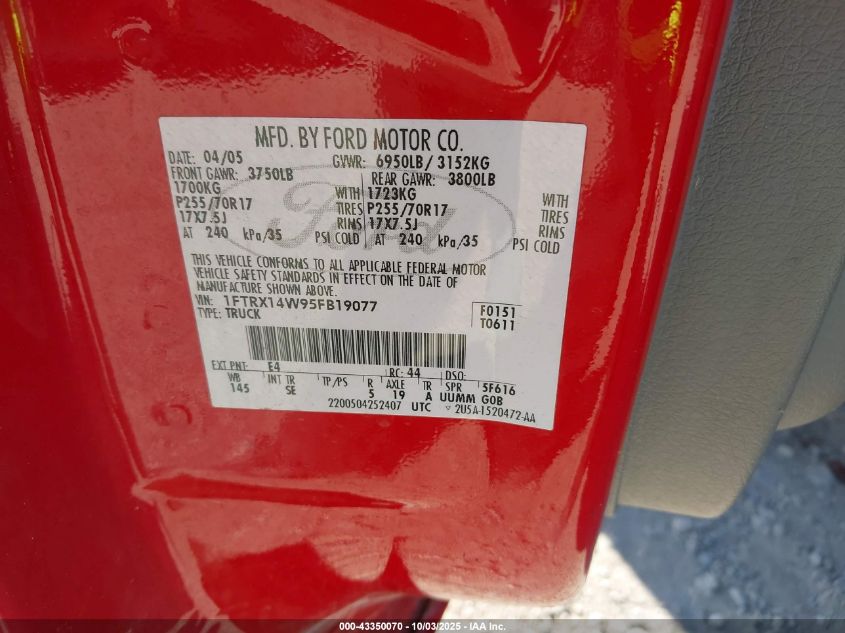 MFD. BY FORD MOTOR CO.
DATE: 04/05 GVWR: 6950LB/ 3152KG
FRONT GAWR: 3750LB REAR GAWR: 3800LB
1700KG WITH 1723KG WITH
P255/70R17 TIRES P255/70R17 TIRES
17X7.5J RIMS 17X7.5J RIMS
AT 240 kPa/35 PSI COLD AT 240 kPa/35 PSI COLD
Ford
THIS VEHICLE CONFORMS TO ALL APPLICABLE FEDERAL MOTOR
VEHICLE SAFETY STANDARDS IN EFFECT ON THE DATE OF
MANUFACTURE SHOWN ABOVE.
VIN: 1FTRX14W95FB19077 F0151
TYPE: TRUCK T0611
EXT PNT: E4 RC: 44 DSO:
WB INT TR TP/PS R AXLE TR SPR 5F616
145 SE 5 19 A UUMM GOB
2200504252407 UTC 2U5A-1520472-AA
000-43350070 - 10/03/2025 - IAA Inc.